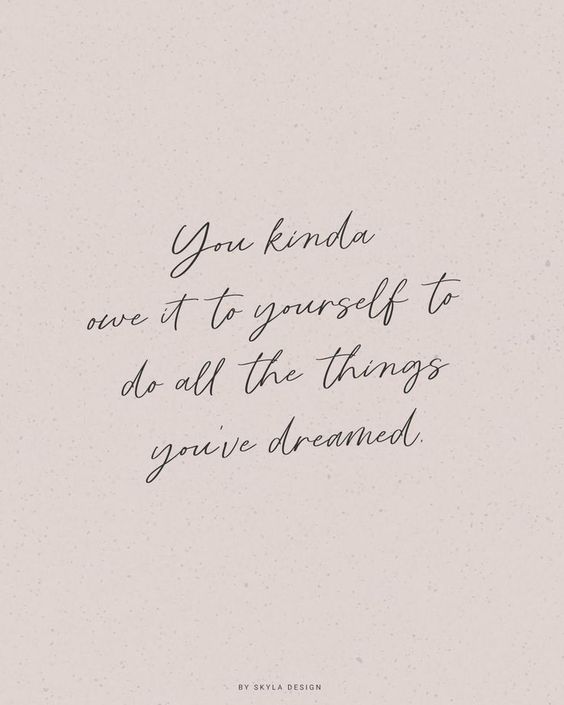 You kinda
owe it to yourself to
do all the things
you've dreamed.
BY SKYLA DESIGN